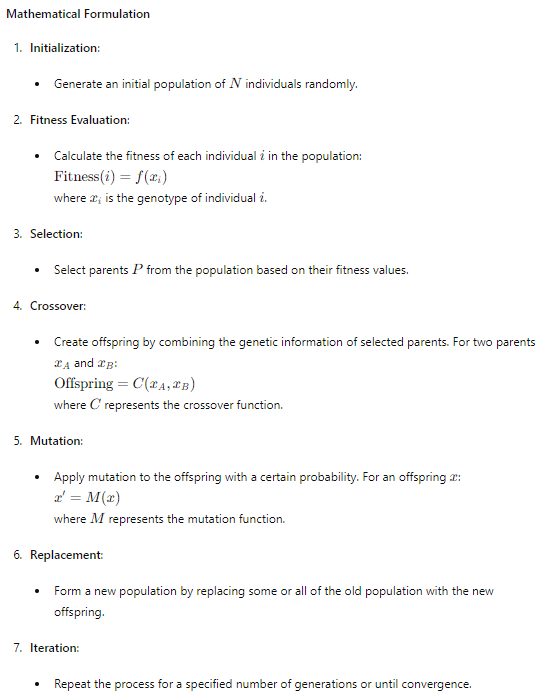 Mathematical Formulation
1. Initialization:
• Generate an initial population of N individuals randomly.
2. Fitness Evaluation:
• Calculate the fitness of each individual i in the population:
Fitness(i) = f(x_i)
where x_i is the genotype of individual i.
3. Selection:
• Select parents P from the population based on their fitness values.
4. Crossover:
• Create offspring by combining the genetic information of selected parents. For two parents
x_A and x_B:
Offspring = C(x_A, x_B)
where C represents the crossover function.
5. Mutation:
• Apply mutation to the offspring with a certain probability. For an offspring x:
x′ = M(x)
where M represents the mutation function.
6. Replacement:
• Form a new population by replacing some or all of the old population with the new
offspring.
7. Iteration:
• Repeat the process for a specified number of generations or until convergence.